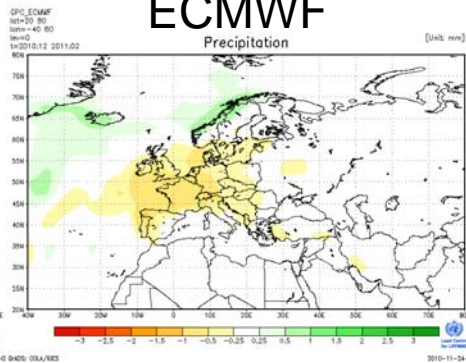 ECMWF
GPC_ECMWF
lat=20 80
lon=-40 80
lev=0
t=2010:12 2011:02
Precipitation
[Unit: mm]
80N
75N
70N
65N
60N
55N
50N
45N
40N
35N
30N
25N
20N
40W 30W 20W 10W 0 10E 20E 30E 40E 50E 60E 70E
-3 -2.5 -2 -1.5 -1 -0.5 -0.25 0.25 0.5 1 1.5 2 2.5 3
GrADS: COLA/IGES
2010-11-24